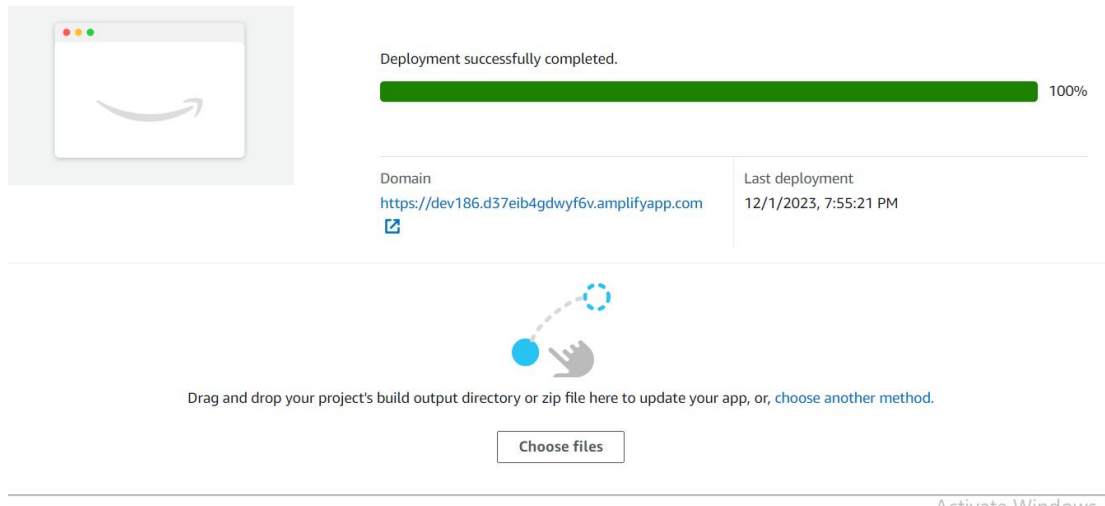 Deployment successfully completed.
100%
Domain
Last deployment
https://dev186.d37eib4gdwyf6v.amplifyapp.com
12/1/2023, 7:55:21 PM
Drag and drop your project's build output directory or zip file here to update your app, or, choose another method.
Choose files
Activate Windows